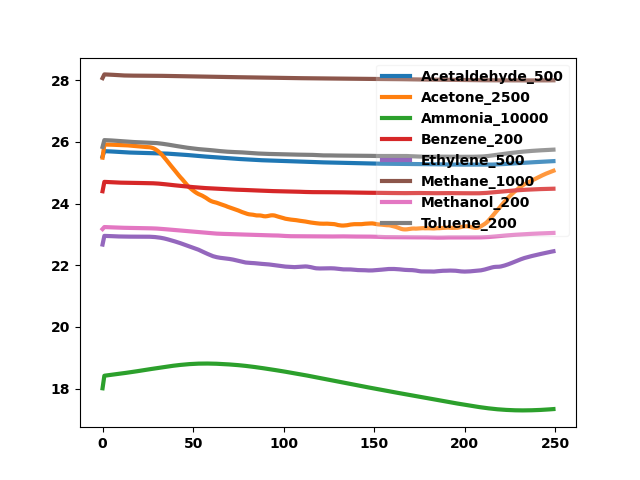 28
26
24
22
20
18
0 50 100 150 200 250
Acetaldehyde_500
Acetone_2500
Ammonia_10000
Benzene_200
Ethylene_500
Methane_1000
Methanol_200
Toluene_200